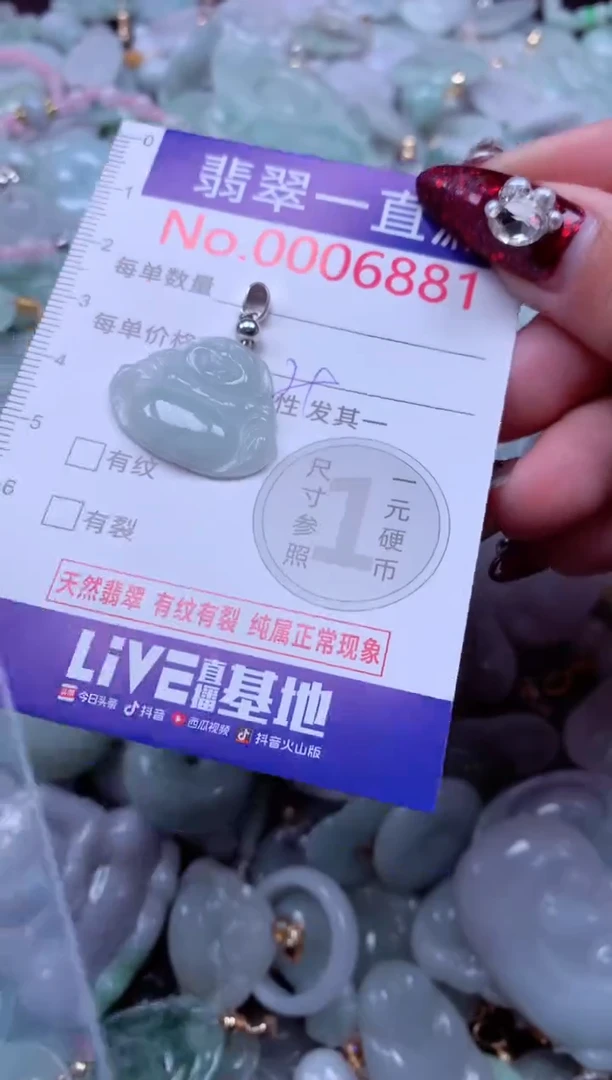 翡翠一直
No.0006881
每单数量
每单价格
性发其一
有纹
有裂
尺寸参照
1
一元硬币
天然翡翠 有纹有裂 纯属正常现象
LiVE直播基地
今日头条 抖音 西瓜视频 抖音火山版
0
1
2
3
4
5
6